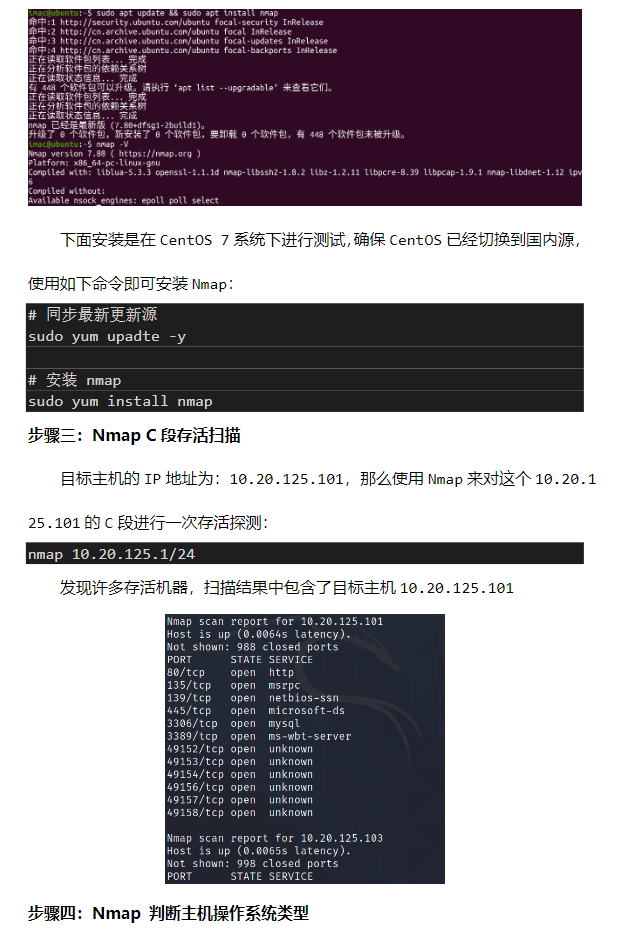 imac@ubuntu:~$ sudo apt update && sudo apt install nmap
命中:1 http://security.ubuntu.com/ubuntu focal-security InRelease
命中:2 http://cn.archive.ubuntu.com/ubuntu focal InRelease
命中:3 http://cn.archive.ubuntu.com/ubuntu focal-updates InRelease
命中:4 http://cn.archive.ubuntu.com/ubuntu focal-backports InRelease
正在读取软件包列表... 完成
正在分析软件包的依赖关系树
正在读取状态信息... 完成
有 448 个软件包可以升级。请执行 ‘apt list --upgradable’ 来查看它们。
正在读取软件包列表... 完成
正在分析软件包的依赖关系树
正在读取状态信息... 完成
nmap 已经是最新版 (7.80+dfsg1-2build1)。
升级了 0 个软件包，新安装了 0 个软件包，要卸载 0 个软件包，有 448 个软件包未被升级。
imac@ubuntu:~$ nmap -V
Nmap version 7.80 ( https://nmap.org )
Platform: x86_64-pc-linux-gnu
Compiled with: liblua-5.3.3 openssl-1.1.1d nmap-libssh2-1.8.2 libz-1.2.11 libpcre-8.39 libpcap-1.9.1 nmap-libdnet-1.12 ipv
6
Compiled without:
Available nsock_engines: epoll poll select
下面安装是在 CentOS 7 系统下进行测试，确保 CentOS 已经切换到国内源，
使用如下命令即可安装 Nmap：
# 同步最新更新源
sudo yum upadte -y
# 安装 nmap
sudo yum install nmap
步骤三：Nmap C 段存活扫描
目标主机的 IP 地址为：10.20.125.101，那么使用 Nmap 来对这个 10.20.1
25.101 的 C 段进行一次存活探测：
nmap 10.20.125.1/24
发现许多存活机器，扫描结果中包含了目标主机 10.20.125.101
Nmap scan report for 10.20.125.101
Host is up (0.0064s latency).
Not shown: 988 closed ports
PORT STATE SERVICE
80/tcp open http
135/tcp open msrpc
139/tcp open netbios-ssn
445/tcp open microsoft-ds
3306/tcp open mysql
3389/tcp open ms-wbt-server
49152/tcp open unknown
49153/tcp open unknown
49154/tcp open unknown
49156/tcp open unknown
49157/tcp open unknown
49158/tcp open unknown
Nmap scan report for 10.20.125.103
Host is up (0.0065s latency).
Not shown: 998 closed ports
PORT STATE SERVICE
步骤四：Nmap 判断主机操作系统类型